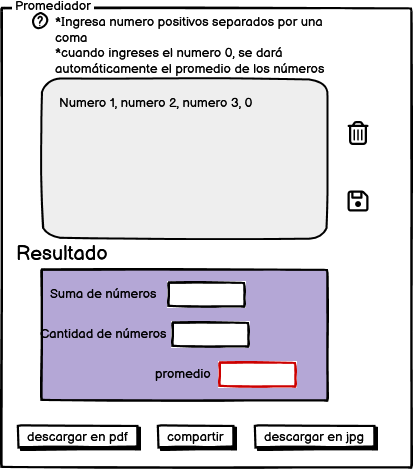 Promediador
*Ingresa numero positivos separados por una
coma
*cuando ingreses el numero 0, se dará
automáticamente el promedio de los números
Numero 1, numero 2, numero 3, 0
Resultado
Suma de números
Cantidad de números
promedio
descargar en pdf
compartir
descargar en jpg